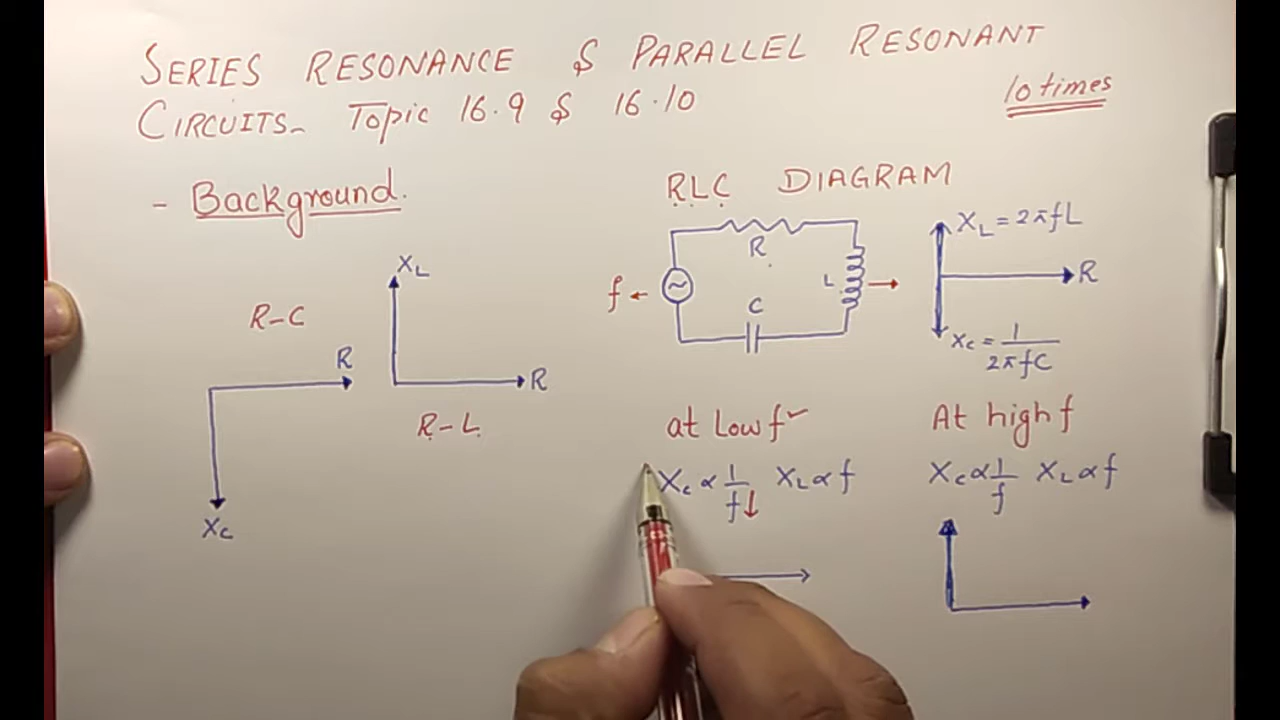 SERIES RESONANCE & PARALLEL RESONANT
CIRCUITS- Topic 16.9 & 16.10
10 times
- Background.
RLC DIAGRAM
R-C
XL
R
R
R-L
XC
f
R
L
C
XL = 2πfL
R
XC = 1/2πfC
at Low f
XC ∝ 1/f↓ XL ∝ f
At high f
XC ∝ 1/f XL ∝ f